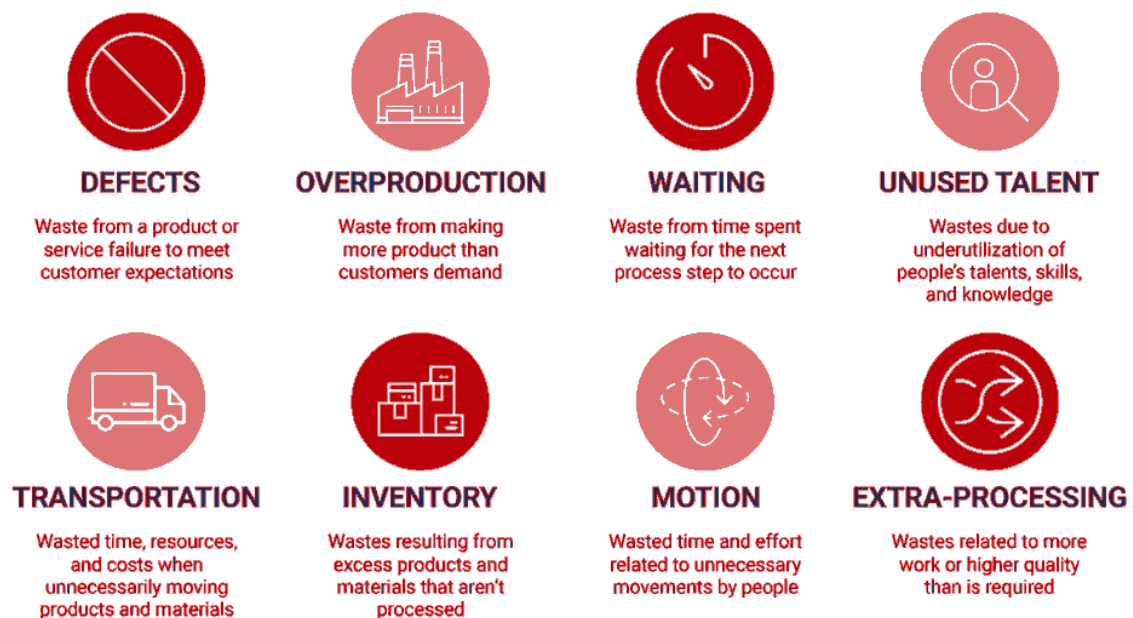 DEFECTS
Waste from a product or
service failure to meet
customer expectations
OVERPRODUCTION
Waste from making
more product than
customers demand
WAITING
Waste from time spent
waiting for the next
process step to occur
UNUSED TALENT
Wastes due to
underutilization of
people's talents, skills,
and knowledge
TRANSPORTATION
Wasted time, resources,
and costs when
unnecessarily moving
products and materials
INVENTORY
Wastes resulting from
excess products and
materials that aren't
processed
MOTION
Wasted time and effort
related to unnecessary
movements by people
EXTRA-PROCESSING
Wastes related to more
work or higher quality
than is required